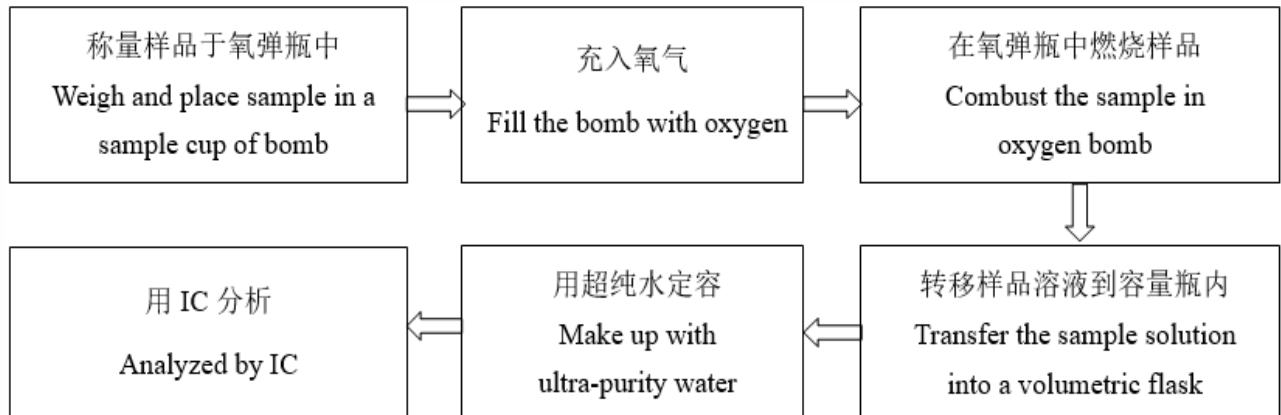 称量样品于氧弹瓶中
Weigh and place sample in a
sample cup of bomb
充入氧气
Fill the bomb with oxygen
在氧弹瓶中燃烧样品
Combust the sample in
oxygen bomb
转移样品溶液到容量瓶内
Transfer the sample solution
into a volumetric flask
用超纯水定容
Make up with
ultra-purity water
用 IC 分析
Analyzed by IC